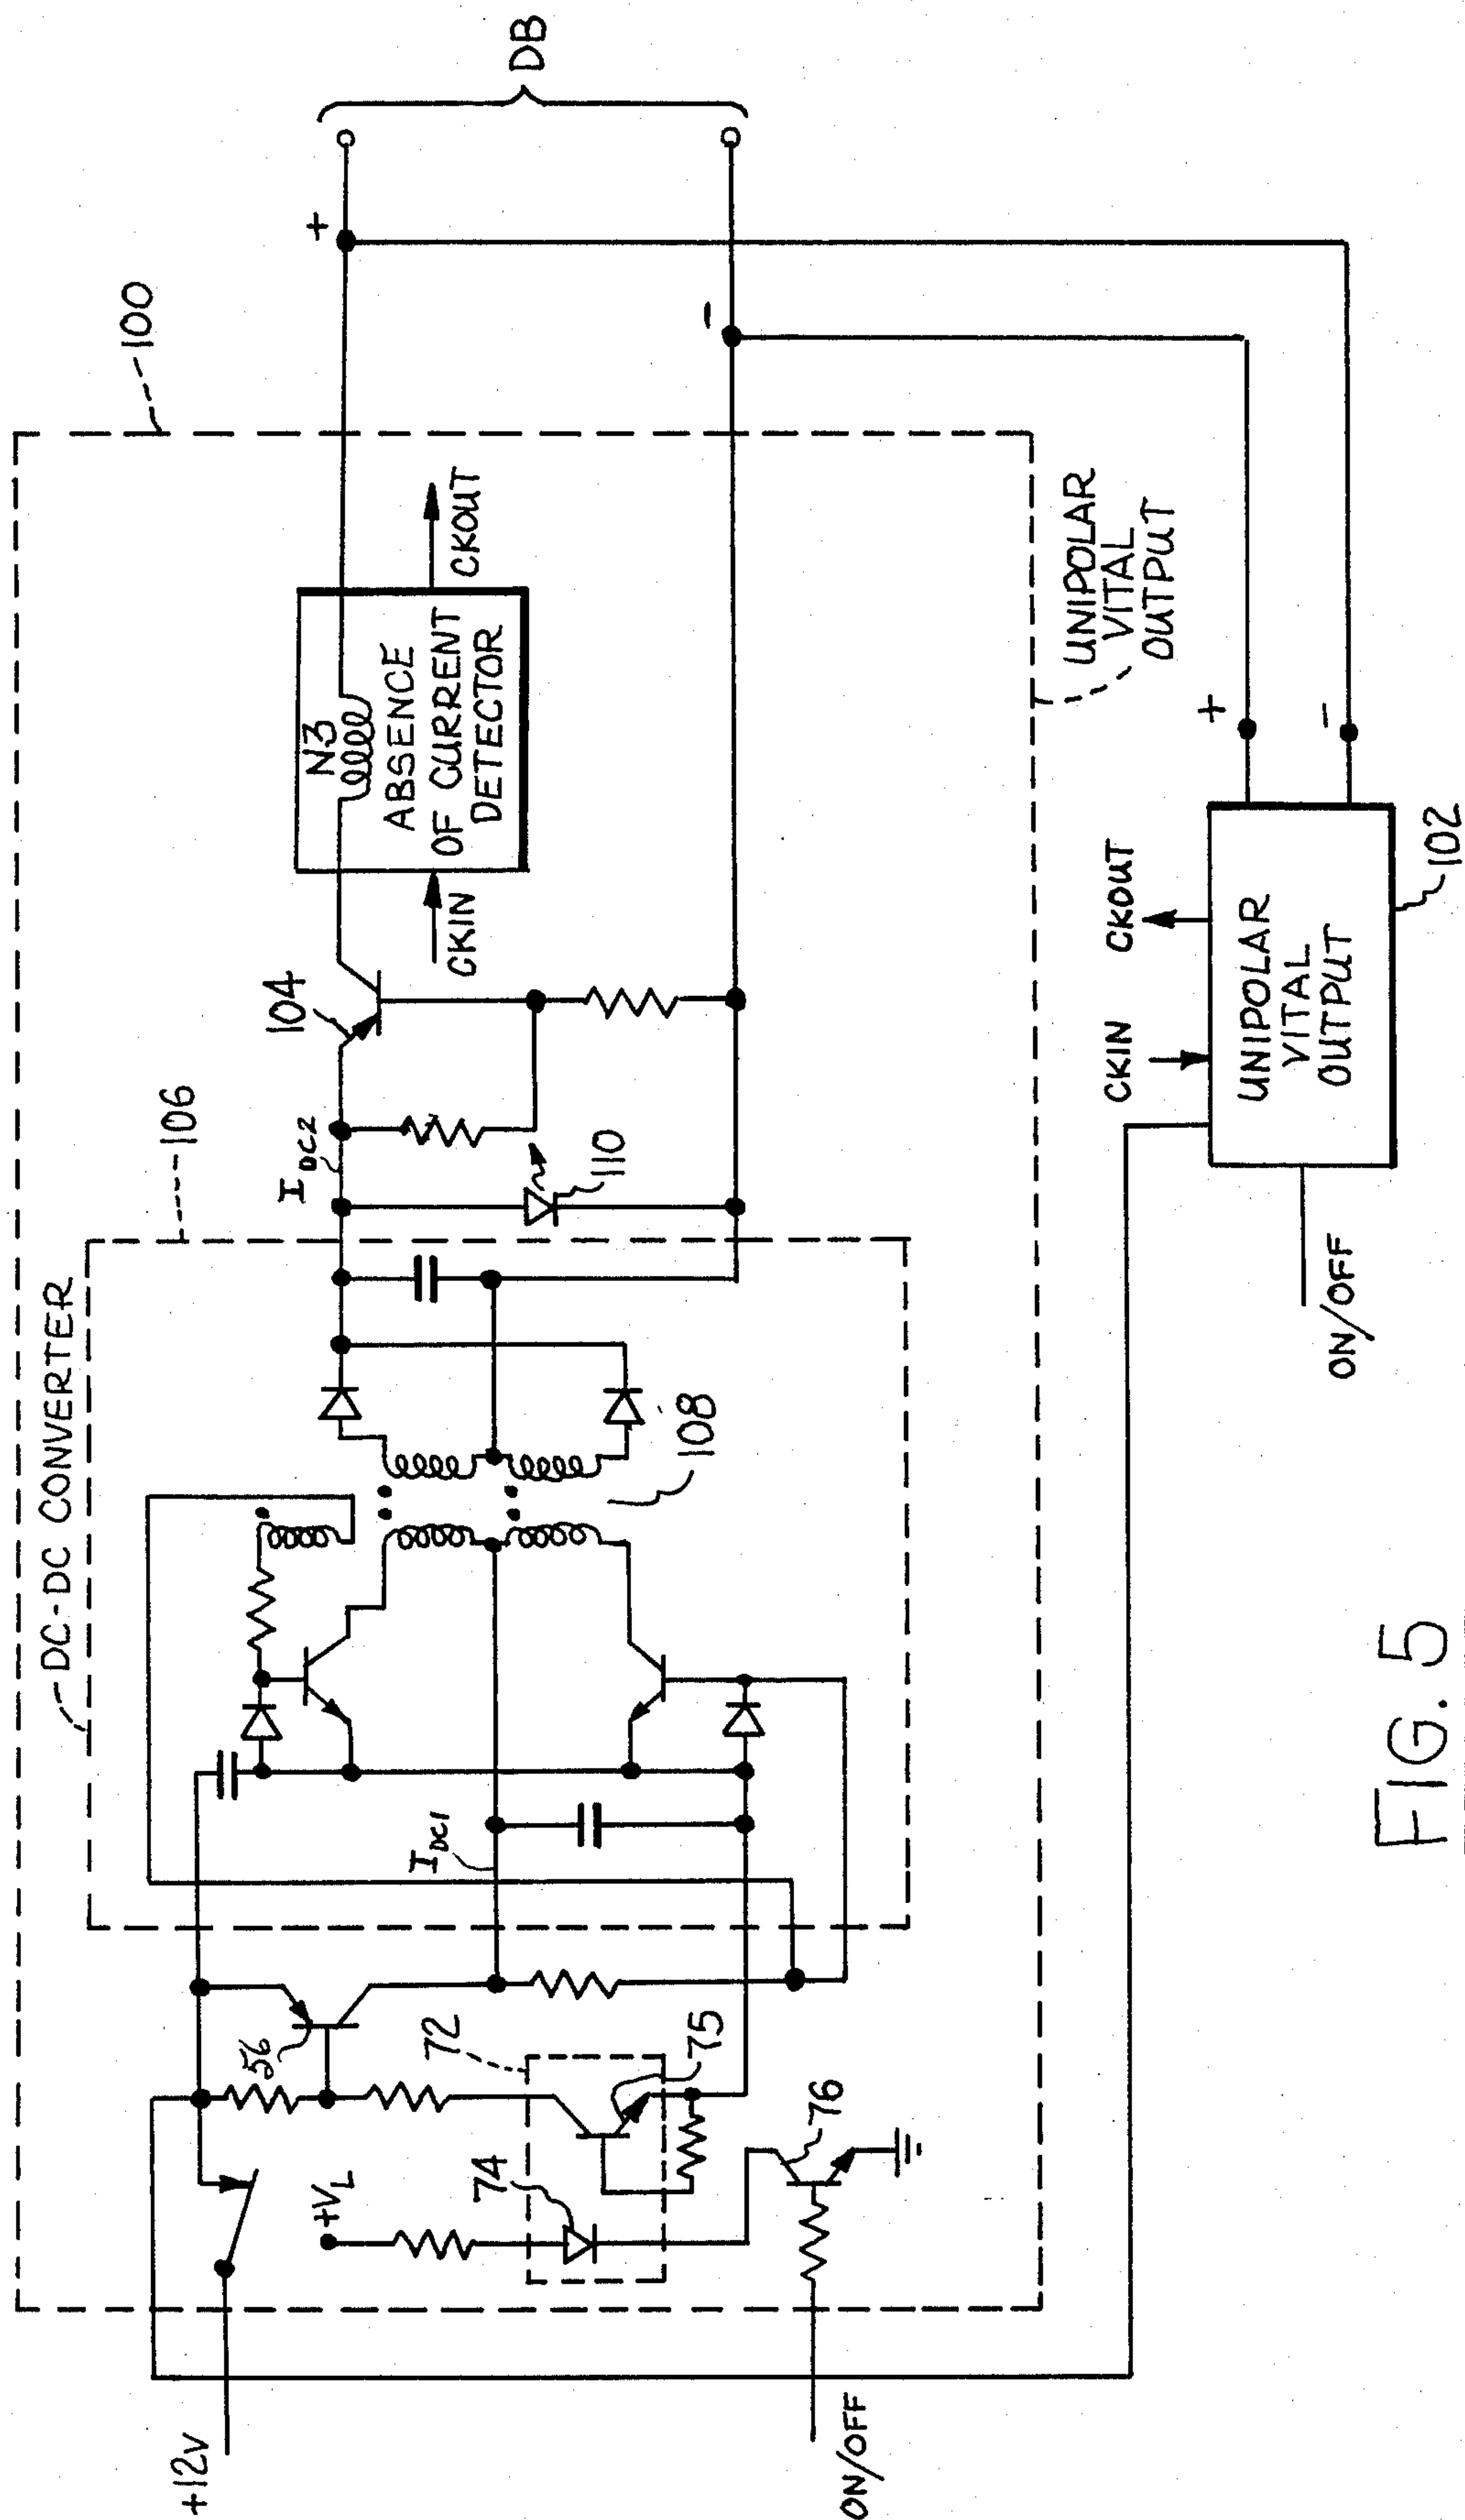 +12V
ON/OFF
+V_L
56
72
74
75
76
DC-DC CONVERTER
I_DC1
108
106
I_DC2
110
104
N3
ABSENCE
OF CURRENT
DETECTOR
CKIN
CKOUT
100
+
-
DB
UNIPOLAR
VITAL
OUTPUT
ON/OFF
CKIN
CKOUT
UNIPOLAR
VITAL
OUTPUT
+
-
102
FIG. 5